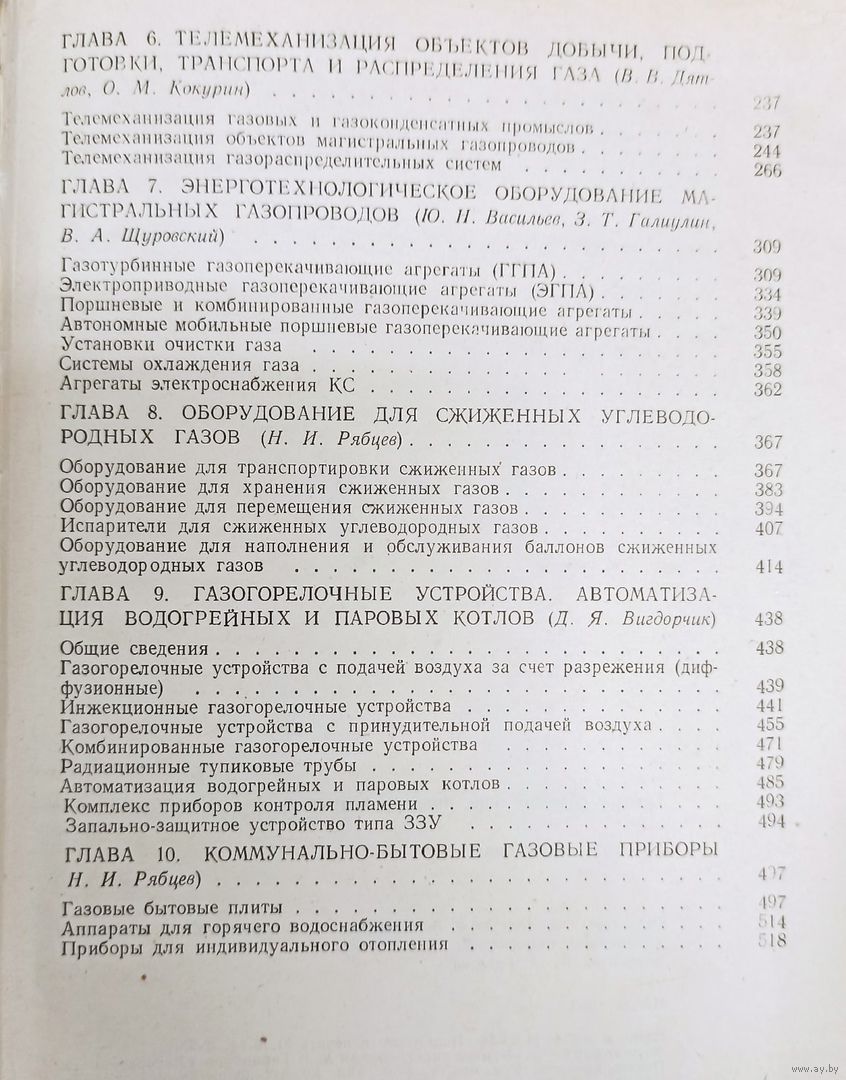 ГЛАВА 6. ТЕЛЕМЕХАНИЗАЦИЯ ОБЪЕКТОВ ДОБЫЧИ, ПОД-
ГОТОВКИ, ТРАНСПОРТА И РАСПРЕДЕЛЕНИЯ ГАЗА (В. В. Дят-
лов, О. М. Кокурин) . . . . . . . . . . . . . . . . . . 237
Телемеханизация газовых и газоконденсатных промыслов . . . . . 237
Телемеханизация объектов магистральных газопроводов . . . . . 244
Телемеханизация газораспределительных систем . . . . . . . . 266
ГЛАВА 7. ЭНЕРГОТЕХНОЛОГИЧЕСКОЕ ОБОРУДОВАНИЕ МА-
ГИСТРАЛЬНЫХ ГАЗОПРОВОДОВ (Ю. Н. Васильев, З. Т. Галиулин,
В. А. Щуровский) . . . . . . . . . . . . . . . . . . . 309
Газотурбинные газоперекачивающие агрегаты (ГГПА) . . . . . . 309
Электроприводные газоперекачивающие агрегаты (ЭГПА) . . . . . 334
Поршневые и комбинированные газоперекачивающие агрегаты . . . . 339
Автономные мобильные поршневые газоперекачивающие агрегаты . . . . 350
Установки очистки газа . . . . . . . . . . . . . . . . 355
Системы охлаждения газа . . . . . . . . . . . . . . . . 358
Агрегаты электроснабжения КС . . . . . . . . . . . . . . 362
ГЛАВА 8. ОБОРУДОВАНИЕ ДЛЯ СЖИЖЕННЫХ УГЛЕВОДО-
РОДНЫХ ГАЗОВ (Н. И. Рябцев) . . . . . . . . . . . . . . 367
Оборудование для транспортировки сжиженных газов . . . . . . . 367
Оборудование для хранения сжиженных газов . . . . . . . . . 383
Оборудование для перемещения сжиженных газов . . . . . . . . 394
Испарители для сжиженных углеводородных газов . . . . . . . . 407
Оборудование для наполнения и обслуживания баллонов сжиженных
углеводородных газов . . . . . . . . . . . . . . . . . 414
ГЛАВА 9. ГАЗОГОРЕЛОЧНЫЕ УСТРОЙСТВА. АВТОМАТИЗА-
ЦИЯ ВОДОГРЕЙНЫХ И ПАРОВЫХ КОТЛОВ (Д. Я. Вигдорчик) 438
Общие сведения . . . . . . . . . . . . . . . . . . . . 438
Газогорелочные устройства с подачей воздуха за счет разрежения (диф-
фузионные) . . . . . . . . . . . . . . . . . . . . . 439
Инжекционные газогорелочные устройства . . . . . . . . . . . 441
Газогорелочные устройства с принудительной подачей воздуха . . . . 455
Комбинированные газогорелочные устройства . . . . . . . . . 471
Радиационные тупиковые трубы . . . . . . . . . . . . . . 479
Автоматизация водогрейных и паровых котлов . . . . . . . . . 485
Комплекс приборов контроля пламени . . . . . . . . . . . . 493
Запально-защитное устройство типа ЗЗУ . . . . . . . . . . . 494
ГЛАВА 10. КОММУНАЛЬНО-БЫТОВЫЕ ГАЗОВЫЕ ПРИБОРЫ
Н. И. Рябцев) . . . . . . . . . . . . . . . . . . . . 497
Газовые бытовые плиты . . . . . . . . . . . . . . . . . 497
Аппараты для горячего водоснабжения . . . . . . . . . . . . 514
Приборы для индивидуального отопления . . . . . . . . . . . 518
www.ay.by